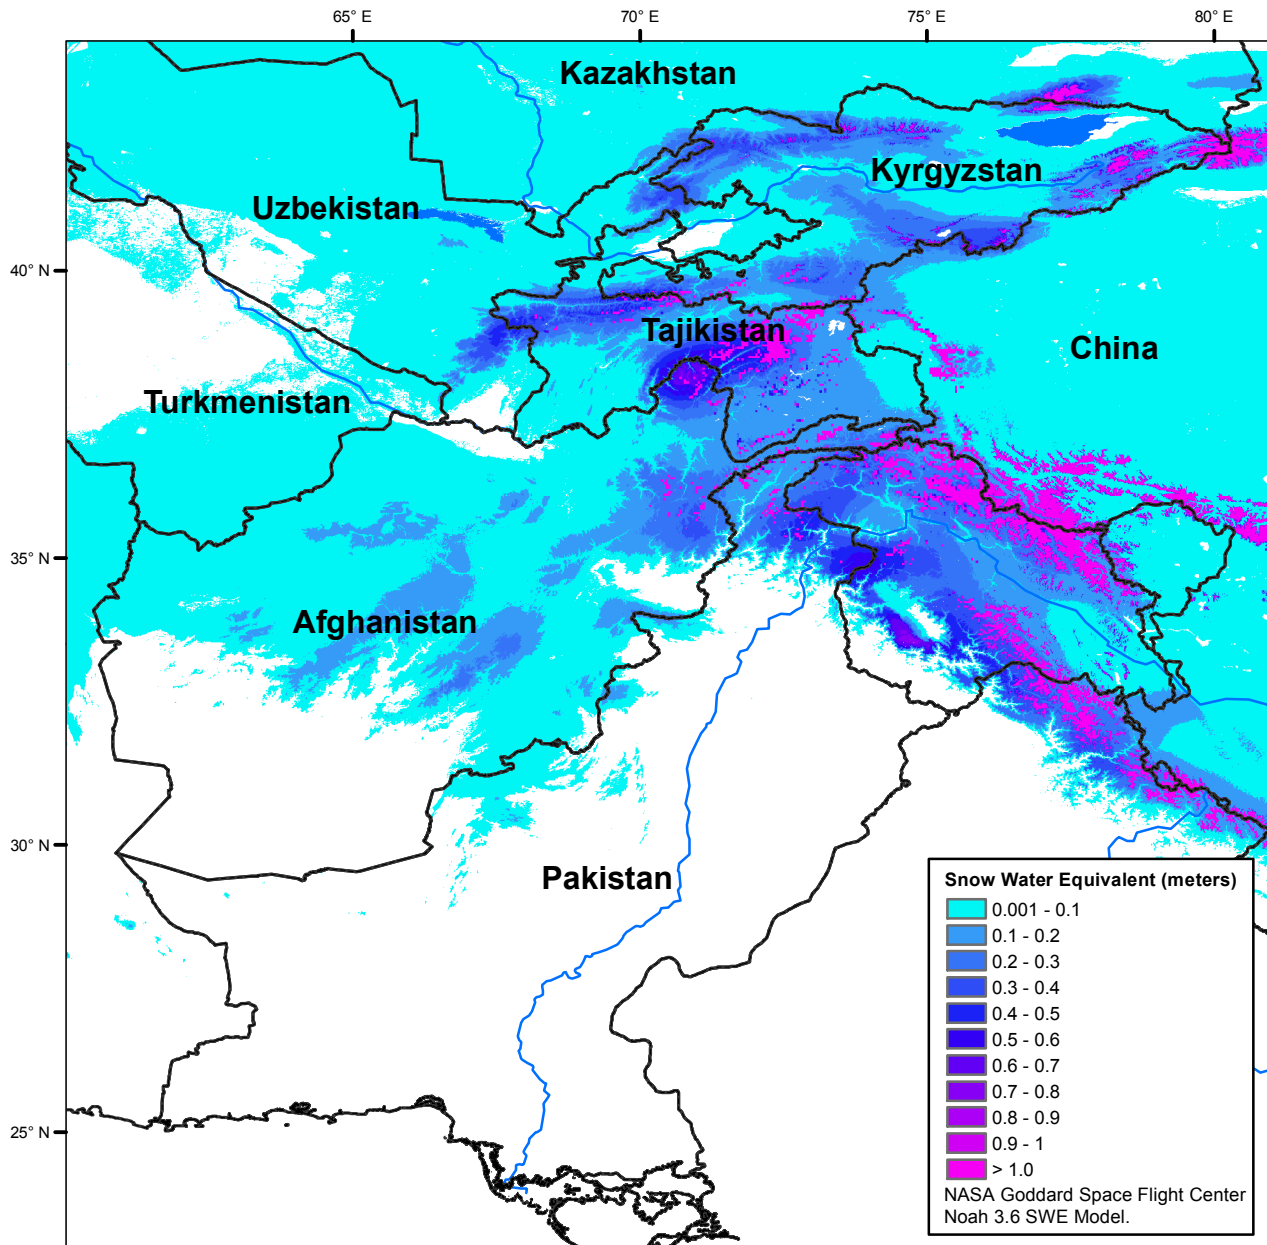 65° E
70° E
75° E
80° E
Kazakhstan
Kyrgyzstan
Uzbekistan
40° N
Tajikistan
China
Turkmenistan
35° N
Afghanistan
30° N
Pakistan
25° N
Snow Water Equivalent (meters)
0.001 - 0.1
0.1 - 0.2
0.2 - 0.3
0.3 - 0.4
0.4 - 0.5
0.5 - 0.6
0.6 - 0.7
0.7 - 0.8
0.8 - 0.9
0.9 - 1
> 1.0
NASA Goddard Space Flight Center
Noah 3.6 SWE Model.